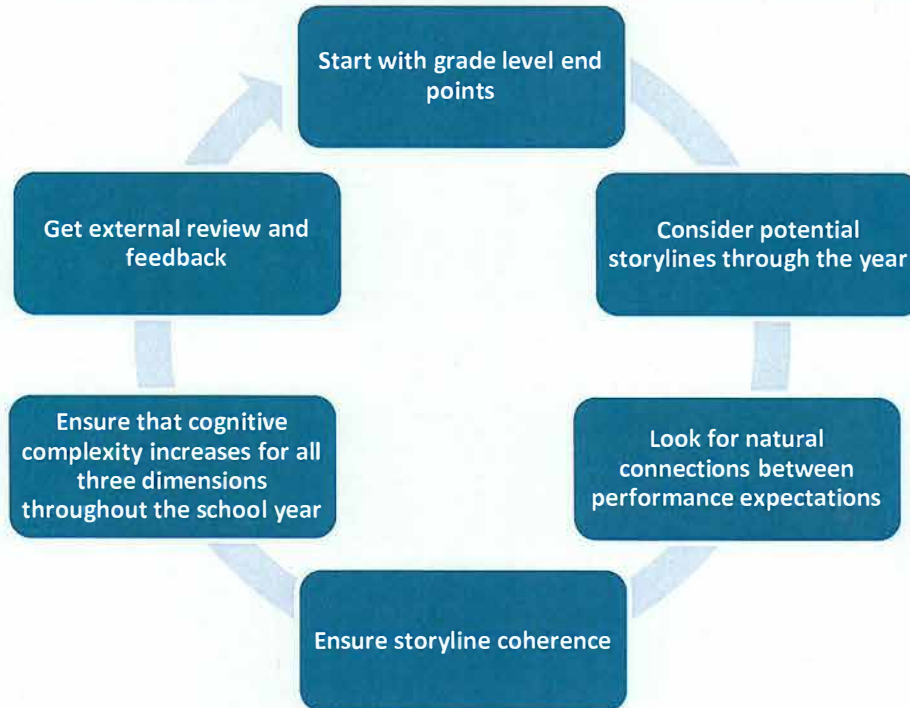 Start with grade level end
points
Consider potential
storylines through the year
Look for natural
connections between
performance expectations
Ensure storyline coherence
Ensure that cognitive
complexity increases for all
three dimensions
throughout the school year
Get external review and
feedback